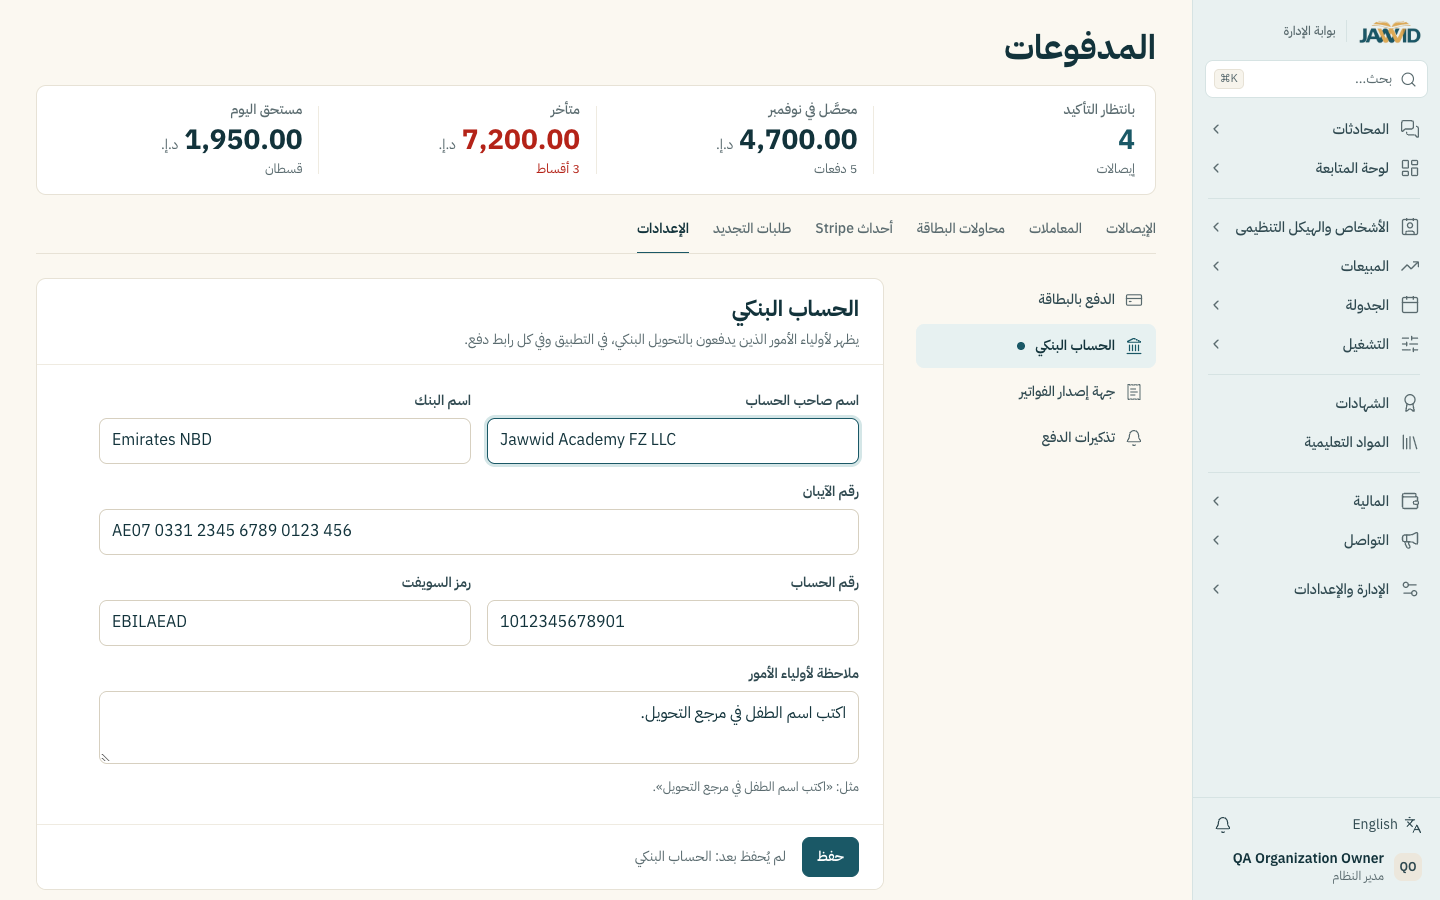 JAWWID
بوابة الإدارة
بحث...
⌘K
المحادثات
لوحة المتابعة
الأشخاص والهيكل التنظيمي
المبيعات
الجدولة
التشغيل
الشهادات
المواد التعليمية
المالية
التواصل
الإدارة والإعدادات
English
QO
QA Organization Owner
مدير النظام
المدفوعات
بانتظار التأكيد
4
إيصالات
محصَّل في نوفمبر
4,700.00 د.إ.
5 دفعات
متأخر
7,200.00 د.إ.
3 أقساط
مستحق اليوم
1,950.00 د.إ.
قسطان
الإيصالات
المعاملات
محاولات البطاقة
أحداث Stripe
طلبات التجديد
الإعدادات
الدفع بالبطاقة
الحساب البنكي
جهة إصدار الفواتير
تذكيرات الدفع
الحساب البنكي
يظهر لأولياء الأمور الذين يدفعون بالتحويل البنكي، في التطبيق وفي كل رابط دفع.
اسم صاحب الحساب
Jawwid Academy FZ LLC
اسم البنك
Emirates NBD
رقم الآيبان
AE07 0331 2345 6789 0123 456
رقم الحساب
1012345678901
رمز السويفت
EBILAEAD
ملاحظة لأولياء الأمور
اكتب اسم الطفل في مرجع التحويل.
مثل: «اكتب اسم الطفل في مرجع التحويل».
حفظ
لم يُحفظ بعد: الحساب البنكي